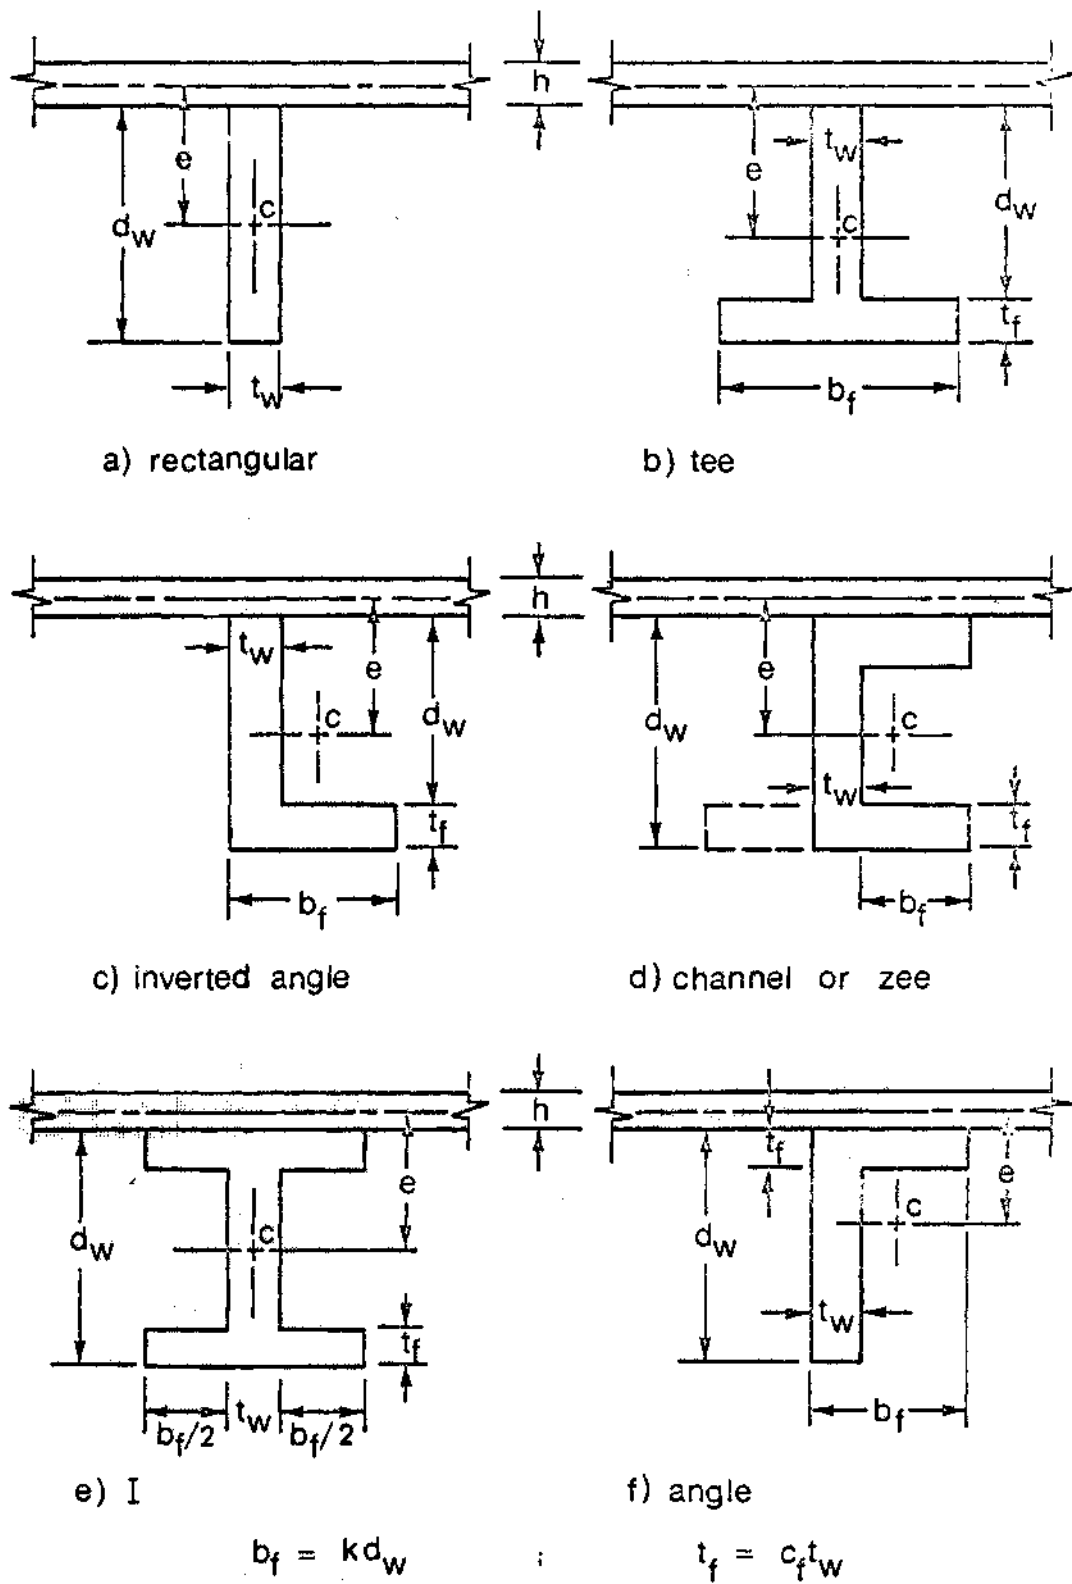 h
e
c
d_w
t_w
a) rectangular
t_w
e
c
d_w
t_f
b_f
b) tee
h
t_w
e
c
d_w
t_f
b_f
c) inverted angle
e
c
d_w
t_w
t_f
b_f
d) channel or zee
h
e
c
d_w
t_f
b_f/2 t_w b_f/2
e) I
t_f
e
c
d_w
t_w
b_f
f) angle
b_f = kd_w ; t_f = c_f t_w